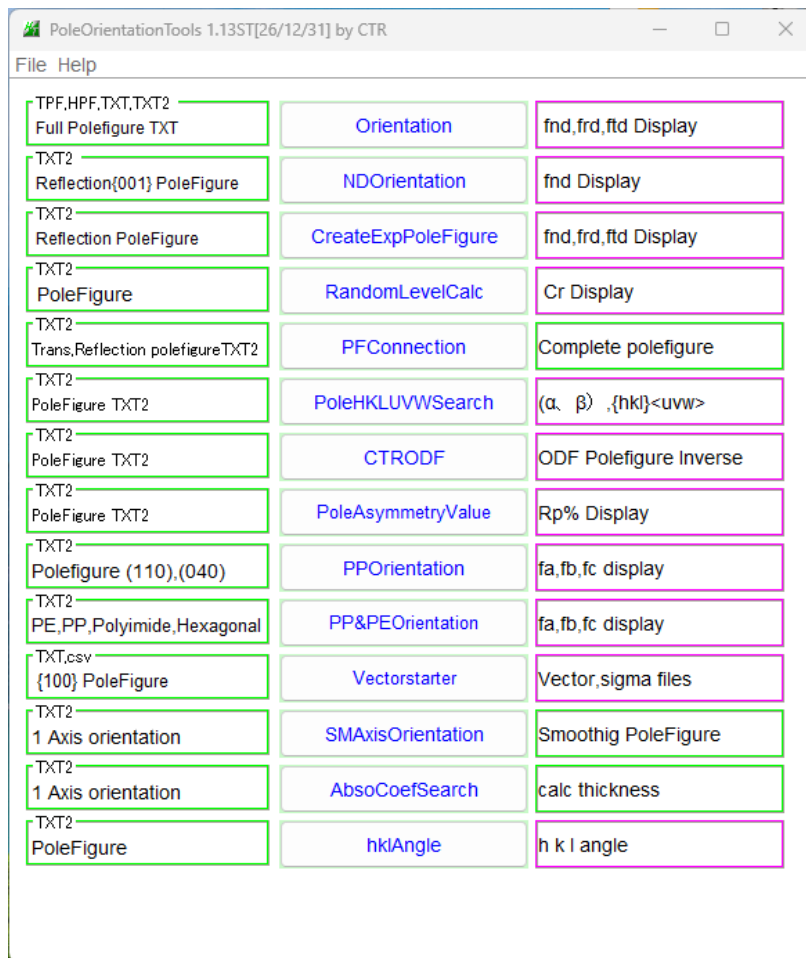 PoleOrientationTools 1.13ST[26/12/31] by CTR
File Help
TPF,HPF,TXT,TXT2
Full Polefigure TXT
Orientation
fnd,frd,ftd Display
TXT2
Reflection{001} PoleFigure
NDOrientation
fnd Display
TXT2
Reflection PoleFigure
CreateExpPoleFigure
fnd,frd,ftd Display
TXT2
PoleFigure
RandomLevelCalc
Cr Display
TXT2
Trans,Reflection polefigureTXT2
PFConnection
Complete polefigure
TXT2
PoleFigure TXT2
PoleHKLUVWSearch
(α、β）,{hkl}<uvw>
TXT2
PoleFigure TXT2
CTRODF
ODF Polefigure Inverse
TXT2
PoleFigure TXT2
PoleAsymmetryValue
Rp% Display
TXT2
Polefigure (110),(040)
PPOrientation
fa,fb,fc display
TXT2
PE,PP,Polyimide,Hexagonal
PP&PEOrientation
fa,fb,fc display
TXT,csv
{100} PoleFigure
Vectorstarter
Vector,sigma files
TXT2
1 Axis orientation
SMAxisOrientation
Smoothig PoleFigure
TXT2
1 Axis orientation
AbsoCoefSearch
calc thickness
TXT2
PoleFigure
hklAngle
h k l angle